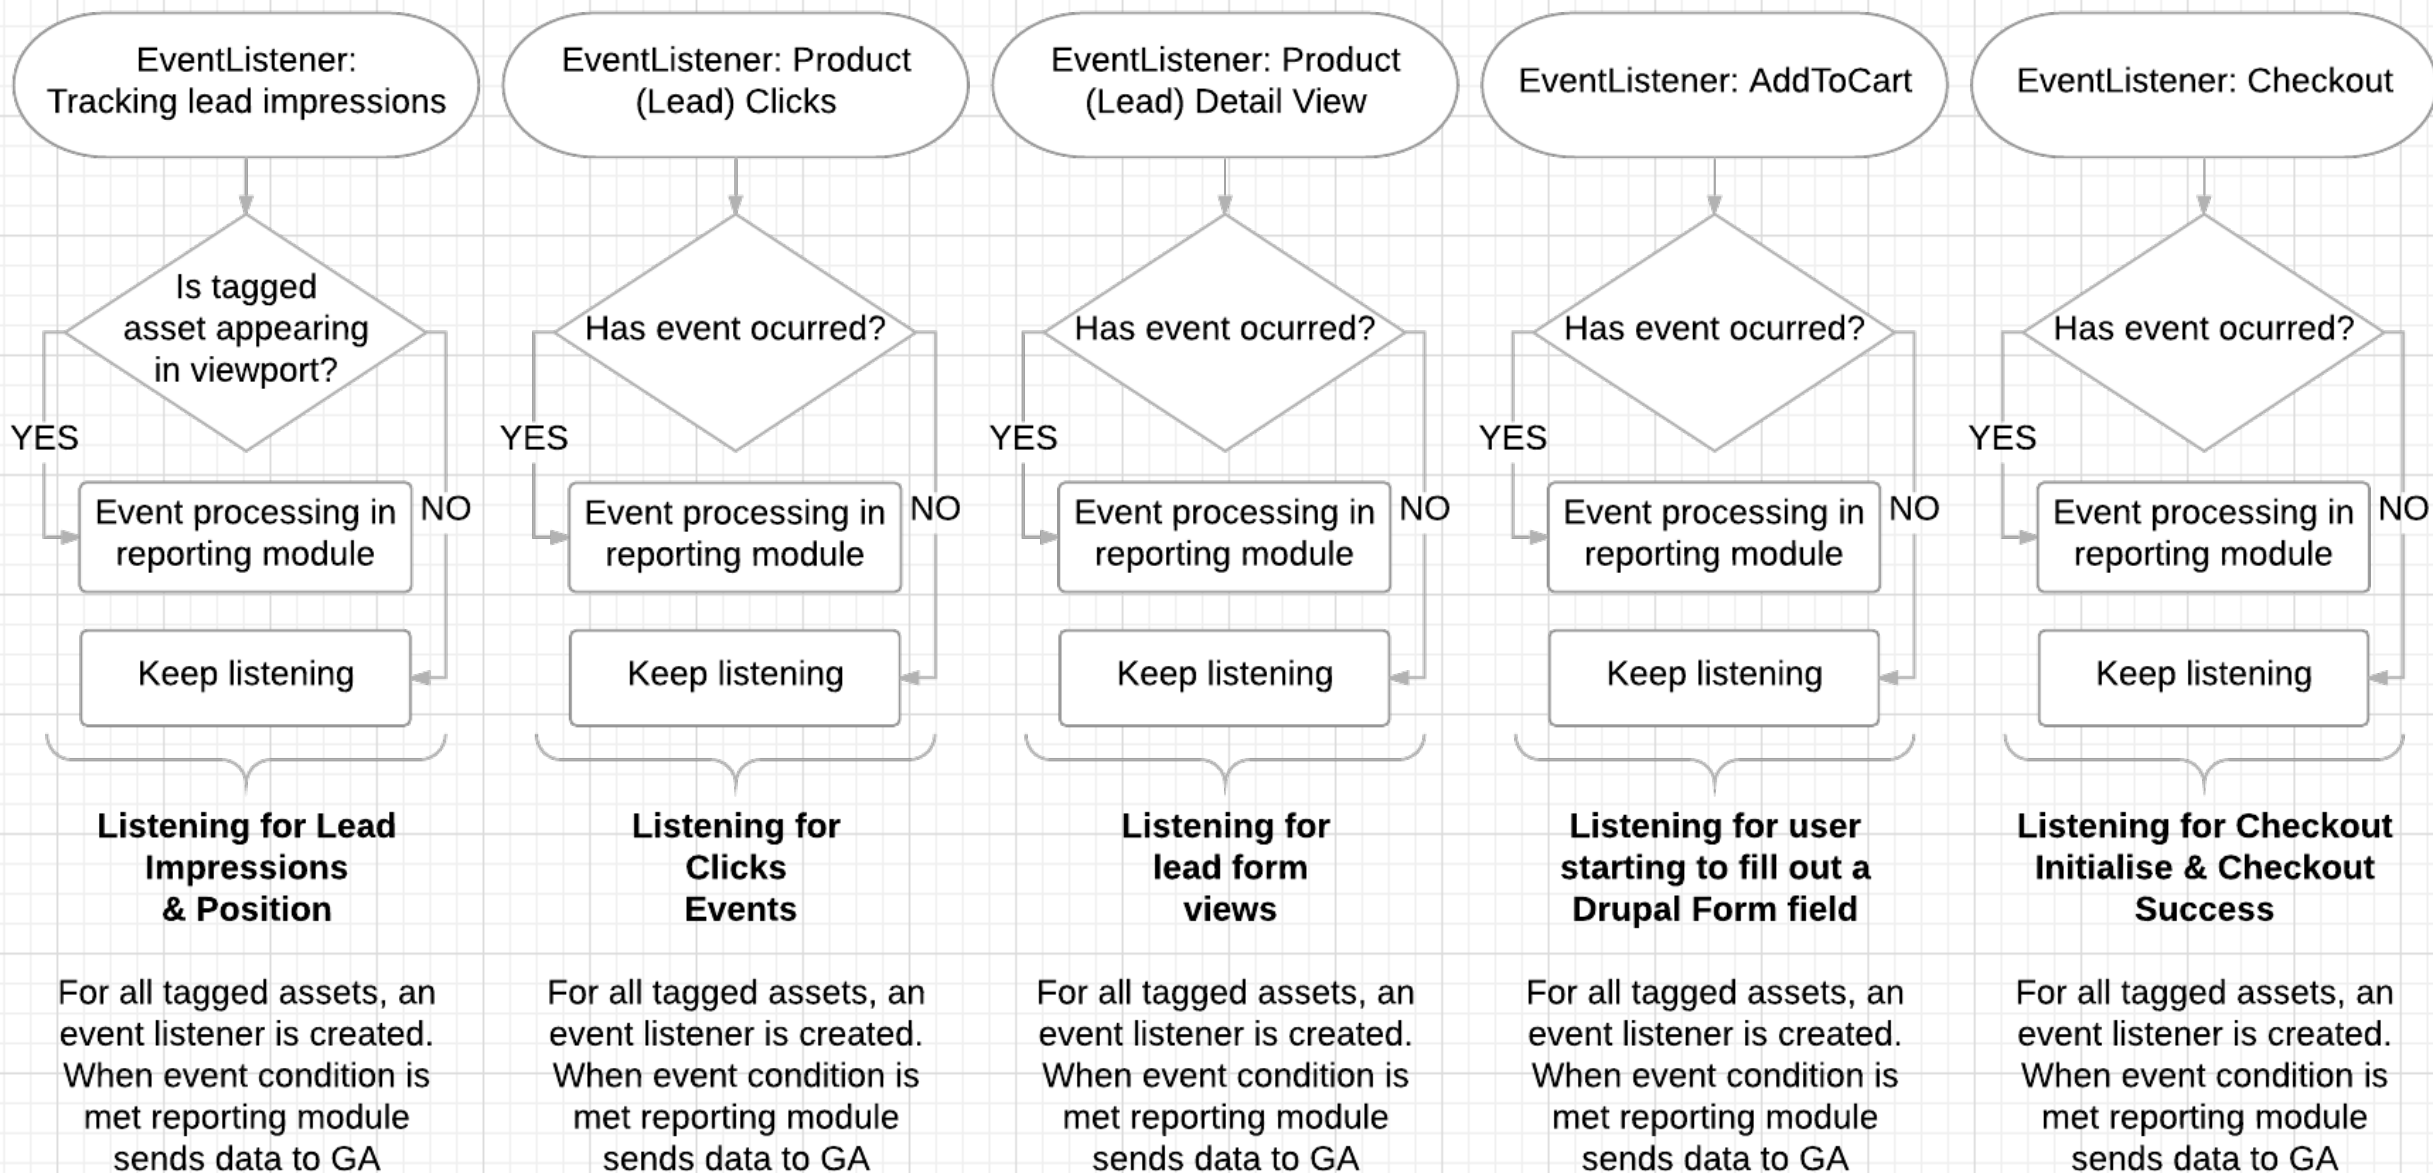 EventListener:
Tracking lead impressions
Is tagged
asset appearing
in viewport?
YES
NO
Event processing in
reporting module
Keep listening
Listening for Lead
Impressions
& Position
For all tagged assets, an
event listener is created.
When event condition is
met reporting module
sends data to GA
EventListener: Product
(Lead) Clicks
Has event ocurred?
YES
NO
Event processing in
reporting module
Keep listening
Listening for
Clicks
Events
For all tagged assets, an
event listener is created.
When event condition is
met reporting module
sends data to GA
EventListener: Product
(Lead) Detail View
Has event ocurred?
YES
NO
Event processing in
reporting module
Keep listening
Listening for
lead form
views
For all tagged assets, an
event listener is created.
When event condition is
met reporting module
sends data to GA
EventListener: AddToCart
Has event ocurred?
YES
NO
Event processing in
reporting module
Keep listening
Listening for user
starting to fill out a
Drupal Form field
For all tagged assets, an
event listener is created.
When event condition is
met reporting module
sends data to GA
EventListener: Checkout
Has event ocurred?
YES
NO
Event processing in
reporting module
Keep listening
Listening for Checkout
Initialise & Checkout
Success
For all tagged assets, an
event listener is created.
When event condition is
met reporting module
sends data to GA